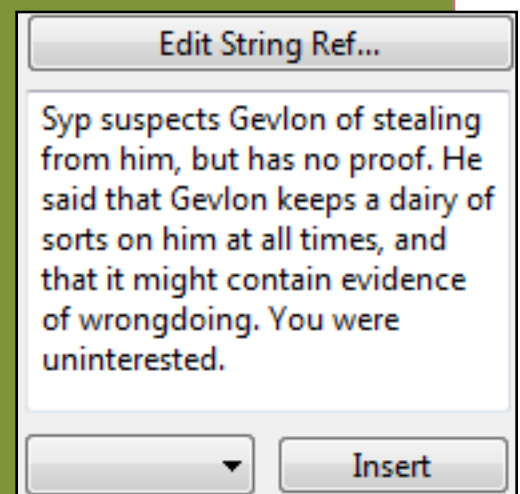 Edit String Ref...
Syp suspects Gevlon of stealing
from him, but has no proof. He
said that Gevlon keeps a dairy of
sorts on him at all times, and
that it might contain evidence
of wrongdoing. You were
uninterested.
Insert